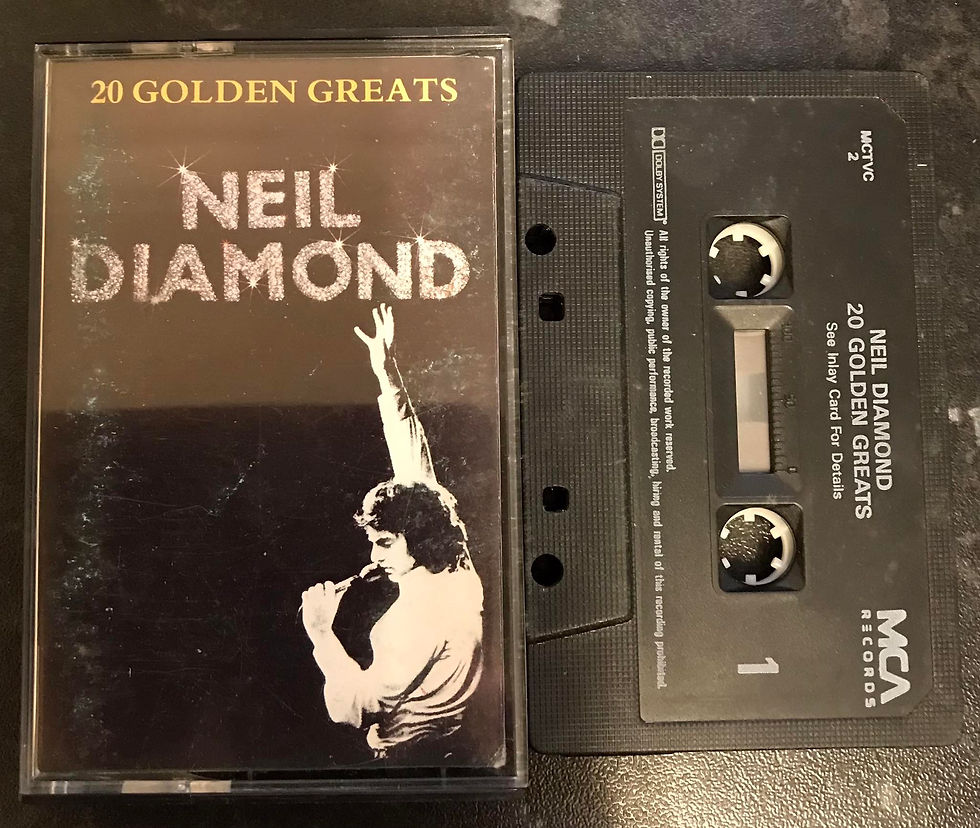 20 GOLDEN GREATS
NEIL
DIAMOND
MCTVC
2
NEIL DIAMOND
20 GOLDEN GREATS
See Inlay Card For Details
MCA
RECORDS
1
DOLBY SYSTEM
All rights of the owner of the recorded work reserved.
Unauthorised copying, public performance, broadcasting, hiring and rental of this recording prohibited.